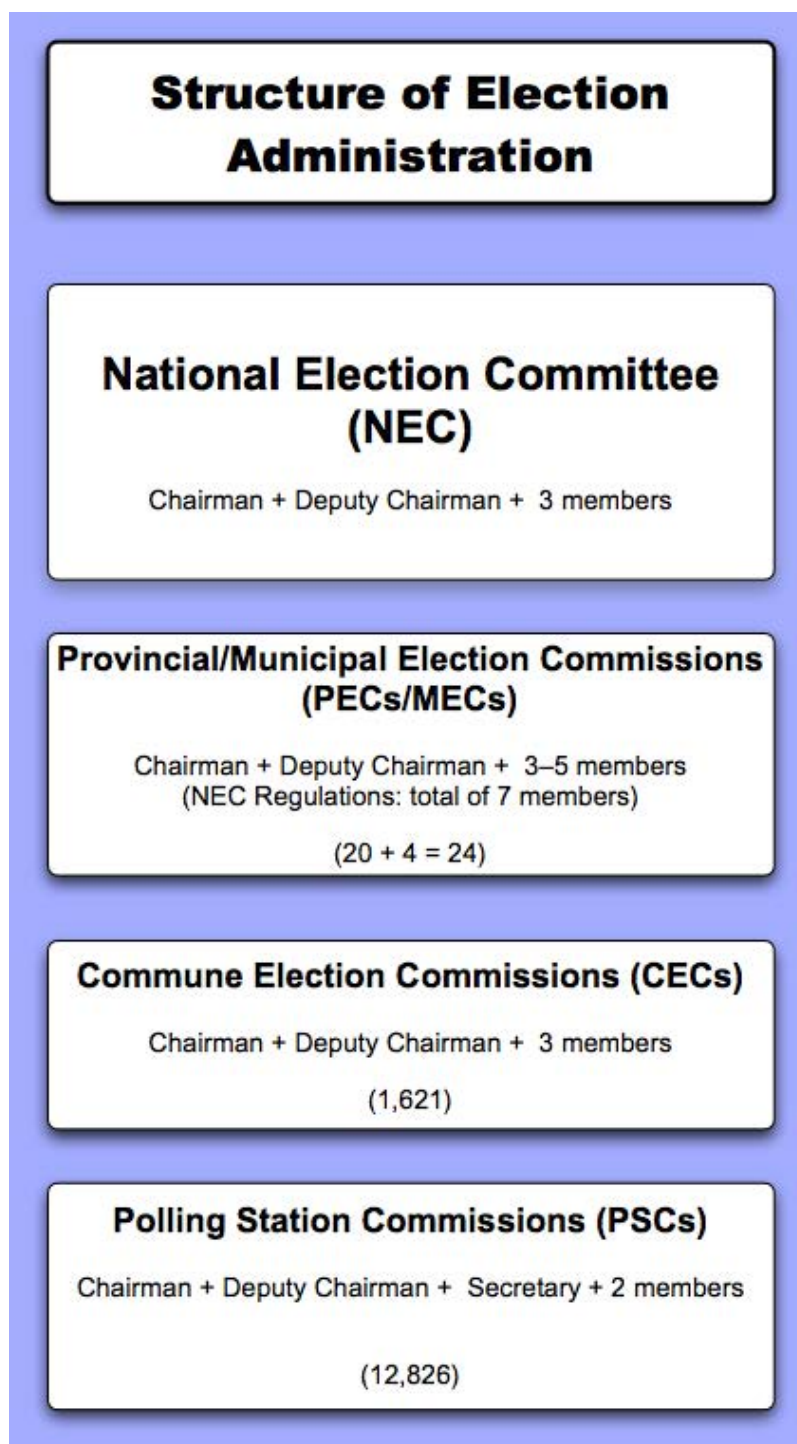 Structure of Election
Administration
National Election Committee
(NEC)
Chairman + Deputy Chairman + 3 members
Provincial/Municipal Election Commissions
(PECs/MECs)
Chairman + Deputy Chairman + 3–5 members
(NEC Regulations: total of 7 members)
(20 + 4 = 24)
Commune Election Commissions (CECs)
Chairman + Deputy Chairman + 3 members
(1,621)
Polling Station Commissions (PSCs)
Chairman + Deputy Chairman + Secretary + 2 members
(12,826)